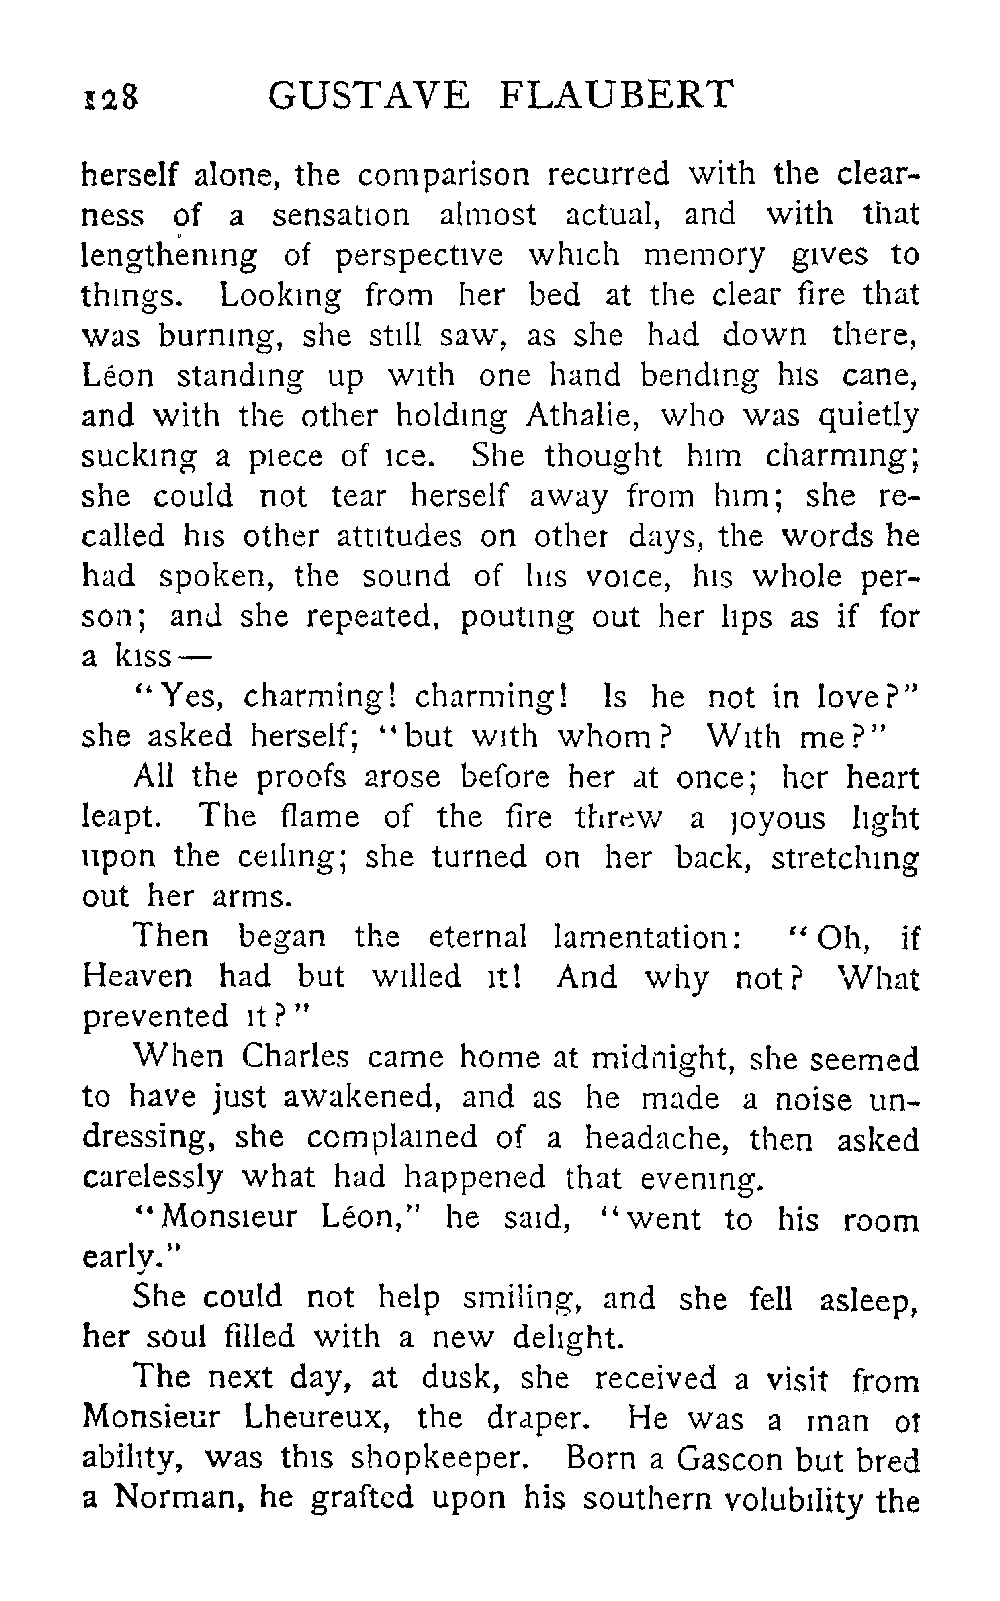 128 GUSTAVE FLAUBERT
herself alone, the comparison recurred with the clear-
ness of a sensation almost actual, and with that
lengthening of perspective which memory gives to
things. Looking from her bed at the clear fire that
was burning, she still saw, as she had down there,
Léon standing up with one hand bending his cane,
and with the other holding Athalie, who was quietly
sucking a piece of ice. She thought him charming;
she could not tear herself away from him; she re-
called his other attitudes on other days, the words he
had spoken, the sound of his voice, his whole per-
son; and she repeated, pouting out her lips as if for
a kiss—
"Yes, charming! charming! Is he not in love?"
she asked herself; "but with whom? With me?"
All the proofs arose before her at once; her heart
leapt. The flame of the fire threw a joyous light
upon the ceiling; she turned on her back, stretching
out her arms.
Then began the eternal lamentation: "Oh, if
Heaven had but willed it! And why not? What
prevented it?"
When Charles came home at midnight, she seemed
to have just awakened, and as he made a noise un-
dressing, she complained of a headache, then asked
carelessly what had happened that evening.
"Monsieur Léon," he said, "went to his room
early."
She could not help smiling, and she fell asleep,
her soul filled with a new delight.
The next day, at dusk, she received a visit from
Monsieur Lheureux, the draper. He was a man of
ability, was this shopkeeper. Born a Gascon but bred
a Norman, he grafted upon his southern volubility the